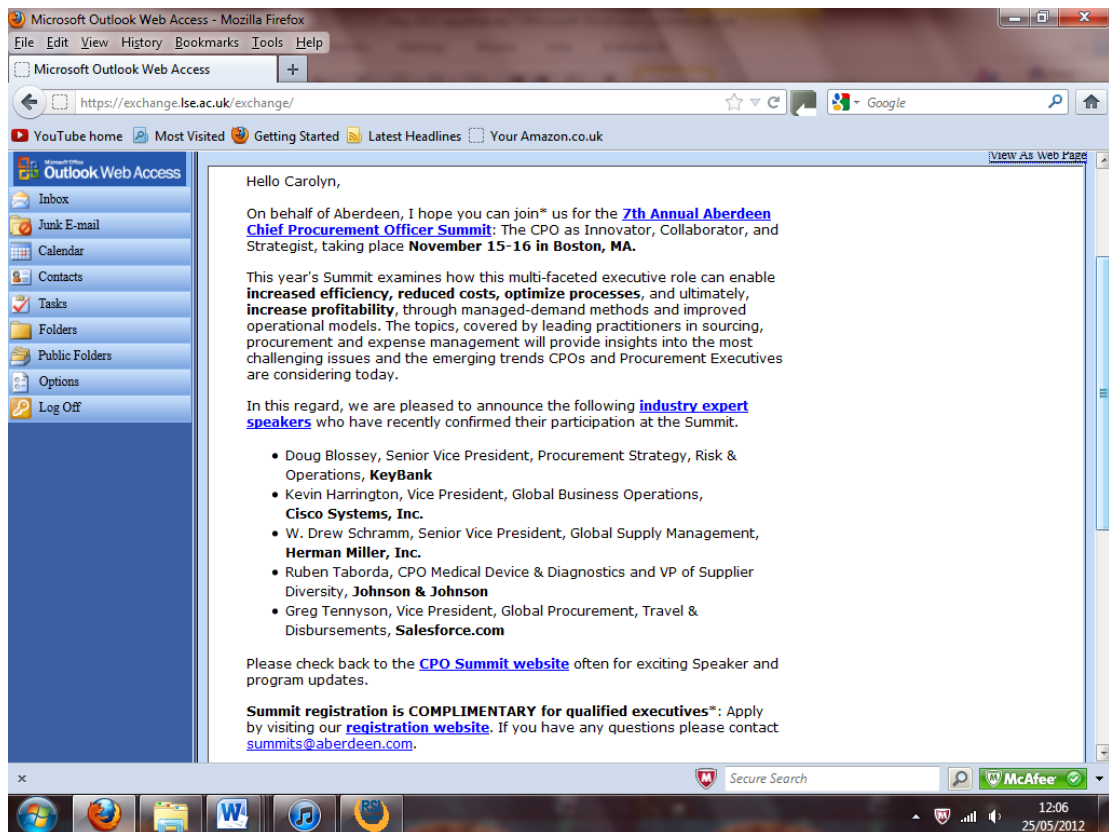 Microsoft Outlook Web Access - Mozilla Firefox
File Edit View History Bookmarks Tools Help
Microsoft Outlook Web Access
https://exchange.lse.ac.uk/exchange/
Google
YouTube home Most Visited Getting Started Latest Headlines Your Amazon.co.uk
Microsoft Office
Outlook Web Access
Inbox
Junk E-mail
Calendar
Contacts
Tasks
Folders
Public Folders
Options
Log Off
View As Web Page
Hello Carolyn,
On behalf of Aberdeen, I hope you can join* us for the 7th Annual Aberdeen
Chief Procurement Officer Summit: The CPO as Innovator, Collaborator, and
Strategist, taking place November 15-16 in Boston, MA.
This year's Summit examines how this multi-faceted executive role can enable
increased efficiency, reduced costs, optimize processes, and ultimately,
increase profitability, through managed-demand methods and improved
operational models. The topics, covered by leading practitioners in sourcing,
procurement and expense management will provide insights into the most
challenging issues and the emerging trends CPOs and Procurement Executives
are considering today.
In this regard, we are pleased to announce the following industry expert
speakers who have recently confirmed their participation at the Summit.
• Doug Blossey, Senior Vice President, Procurement Strategy, Risk &
Operations, KeyBank
• Kevin Harrington, Vice President, Global Business Operations,
Cisco Systems, Inc.
• W. Drew Schramm, Senior Vice President, Global Supply Management,
Herman Miller, Inc.
• Ruben Taborda, CPO Medical Device & Diagnostics and VP of Supplier
Diversity, Johnson & Johnson
• Greg Tennyson, Vice President, Global Procurement, Travel &
Disbursements, Salesforce.com
Please check back to the CPO Summit website often for exciting Speaker and
program updates.
Summit registration is COMPLIMENTARY for qualified executives*: Apply
by visiting our registration website. If you have any questions please contact
summits@aberdeen.com.
x
Secure Search
McAfee
RSI
12:06
25/05/2012